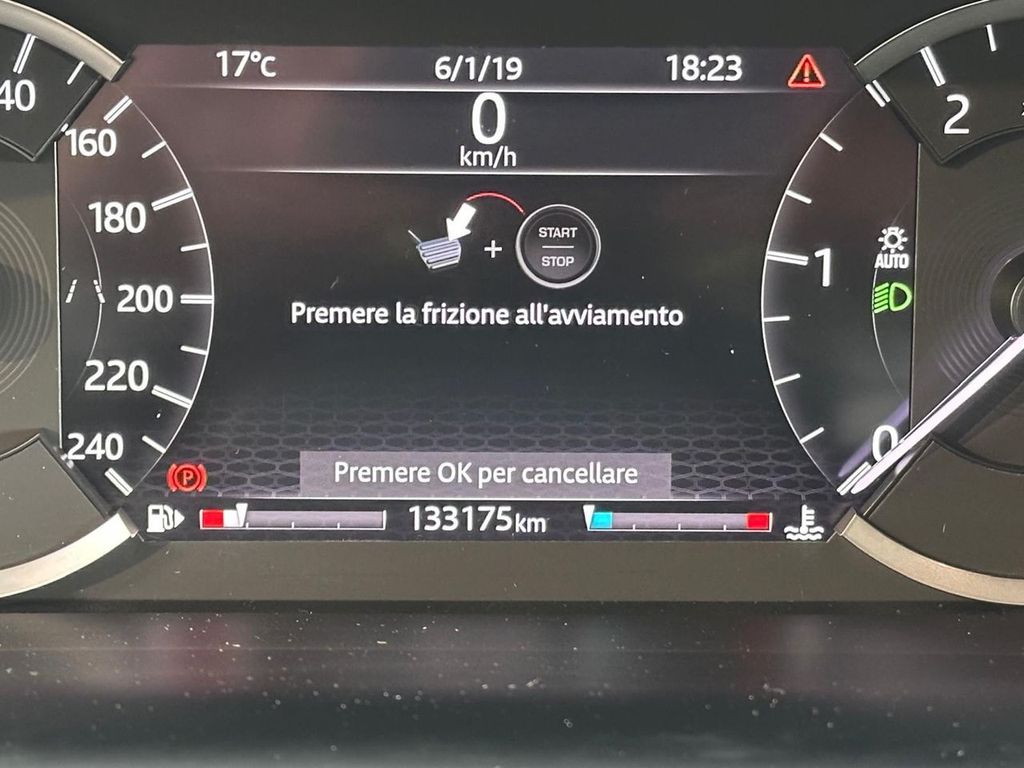 17°C 6/1/19 18:23
0
km/h
40
160
180
200
220
240
START
STOP
+
Premere la frizione all'avviamento
Premere OK per cancellare
2
1
0
AUTO
P
133175km